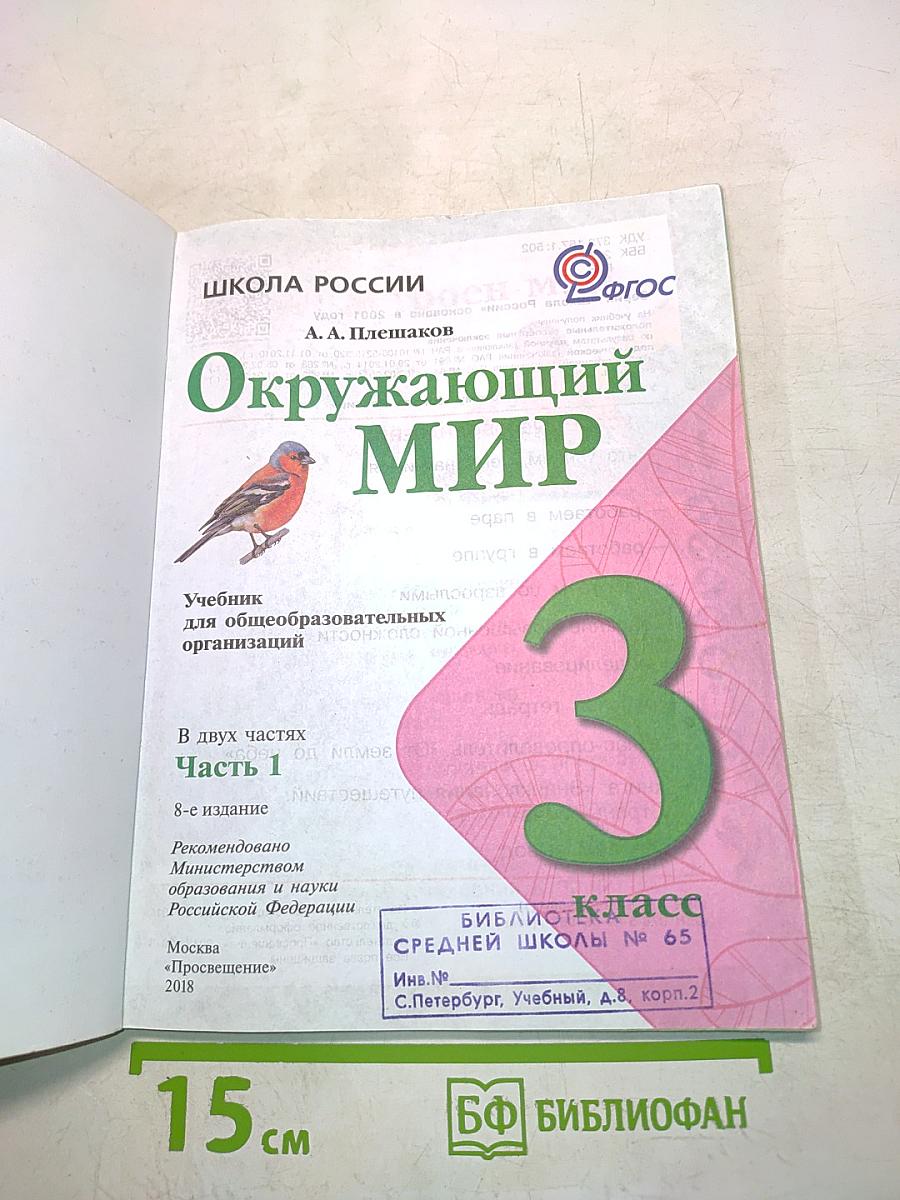 ШКОЛА РОССИИ
ФГОС
А. А. Плешаков
Окружающий
МИР
Учебник
для общеобразовательных
организаций
3
В двух частях
Часть 1
8-е издание
Рекомендовано
Министерством
образования и науки
Российской Федерации
класс
Москва
«Просвещение»
2018
БИБЛИОТЕКА
СРЕДНЕЙ ШКОЛЫ № 65
Инв.№
С.Петербург, Учебный, д.8, корп.2
15 см
БФ БИБЛИОФАН